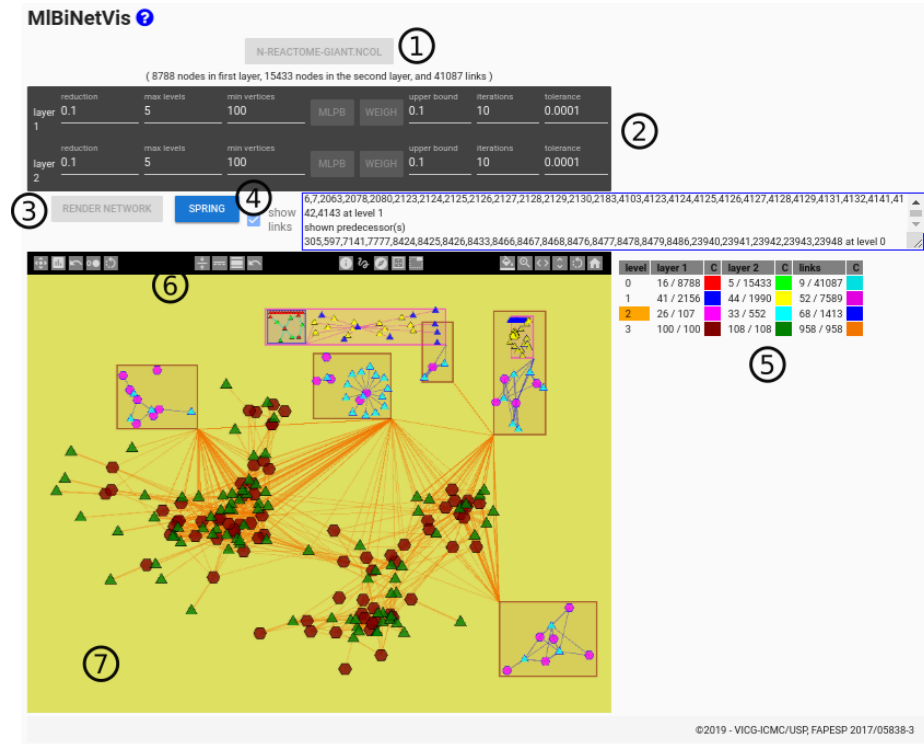 MlBiNetVis ?
N-REACTOME-GIANT.NCOL
1
( 8788 nodes in first layer, 15433 nodes in the second layer, and 41087 links )
reduction max levels min vertices upper bound iterations tolerance
layer 1 0.1 5 100 MLPB WEIGH 0.1 10 0.0001
2
reduction max levels min vertices upper bound iterations tolerance
layer 2 0.1 5 100 MLPB WEIGH 0.1 10 0.0001
3
RENDER NETWORK
SPRING
4
show links
6,7,2063,2078,2080,2123,2124,2125,2126,2127,2128,2129,2130,2183,4103,4123,4124,4125,4126,4127,4128,4129,4131,4132,4141,41
42,4143 at level 1
shown predecessor(s)
305,597,7141,7777,8424,8425,8426,8433,8466,8467,8468,8476,8477,8478,8479,8486,23940,23941,23942,23943,23948 at level 0
6
level layer 1 C layer 2 C links C
0 16 / 8788 5 / 15433 9 / 41087
1 41 / 2156 44 / 1990 52 / 7589
2 26 / 107 33 / 552 68 / 1413
3 100 / 100 108 / 108 958 / 958
5
7
©2019 - VICG-ICMC/USP, FAPESP 2017/05838-3